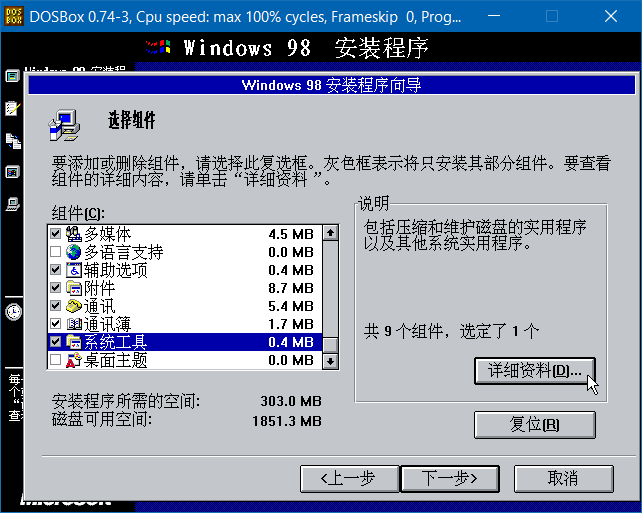 DOSBox 0.74-3, Cpu speed: max 100% cycles, Frameskip  0, Prog...
Windows 98 安装程序
Windows 98 安装程序向导
选择组件
要添加或删除组件，请选择此复选框。灰色框表示将只安装其部分组件。要查看
组件的详细内容，请单击“详细资料”。
组件(C):
多媒体 4.5 MB
多语言支持 0.0 MB
辅助选项 0.4 MB
附件 8.7 MB
通讯 5.4 MB
通讯簿 1.7 MB
系统工具 0.4 MB
桌面主题 0.0 MB
说明
包括压缩和维护磁盘的实用程序
以及其他系统实用程序。
共 9 个组件，选定了 1 个
详细资料(D)...
安装程序所需的空间: 303.0 MB
磁盘可用空间: 1851.3 MB
复位(R)
<上一步
下一步>
取消